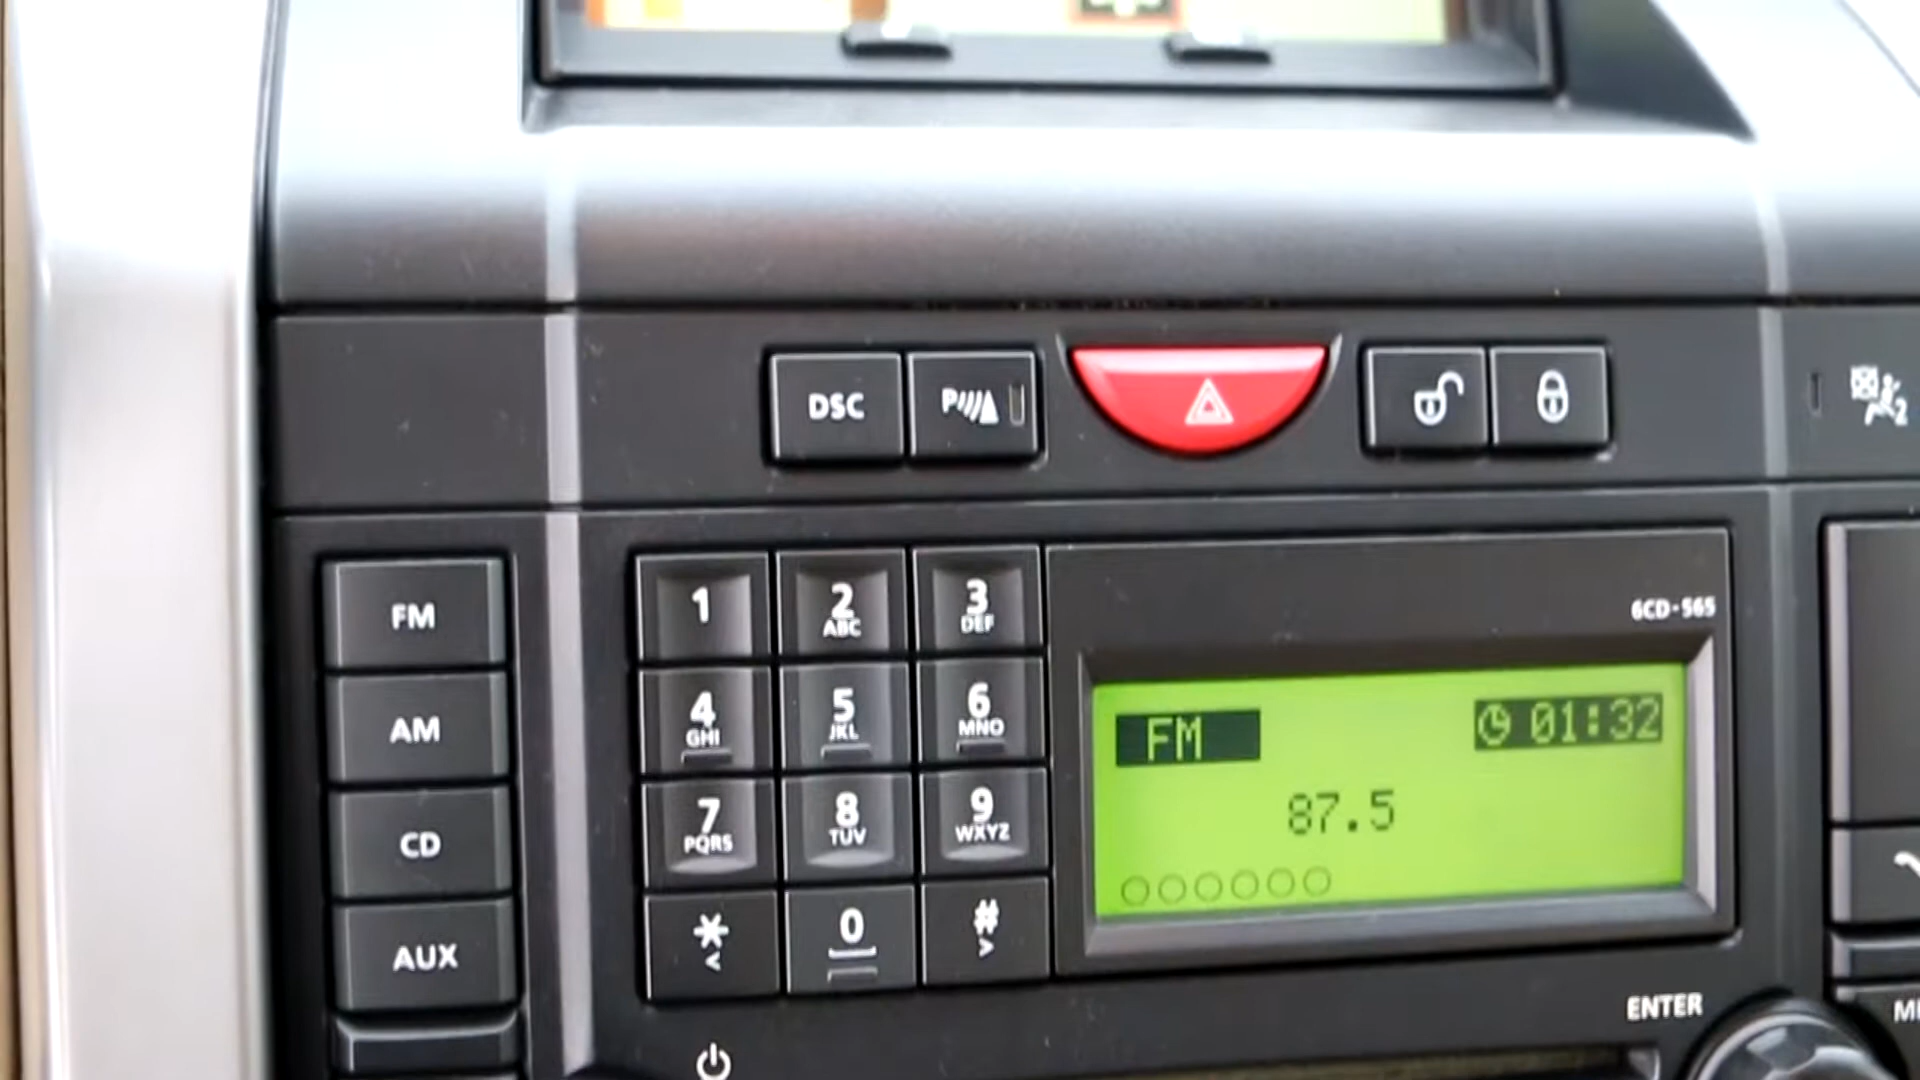 DSC
P
2
FM
AM
CD
AUX
1
2
ABC
3
DEF
4
GHI
5
JKL
6
MNO
7
PQRS
8
TUV
9
WXYZ
*
<
0
#
>
6CD-565
FM
01:32
87.5
ENTER